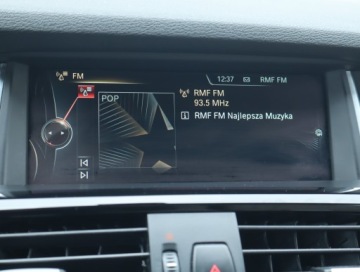 FM
12:37 RMF FM
POP
RMF FM
93.5 MHz
RMF FM Najlepsza Muzyka